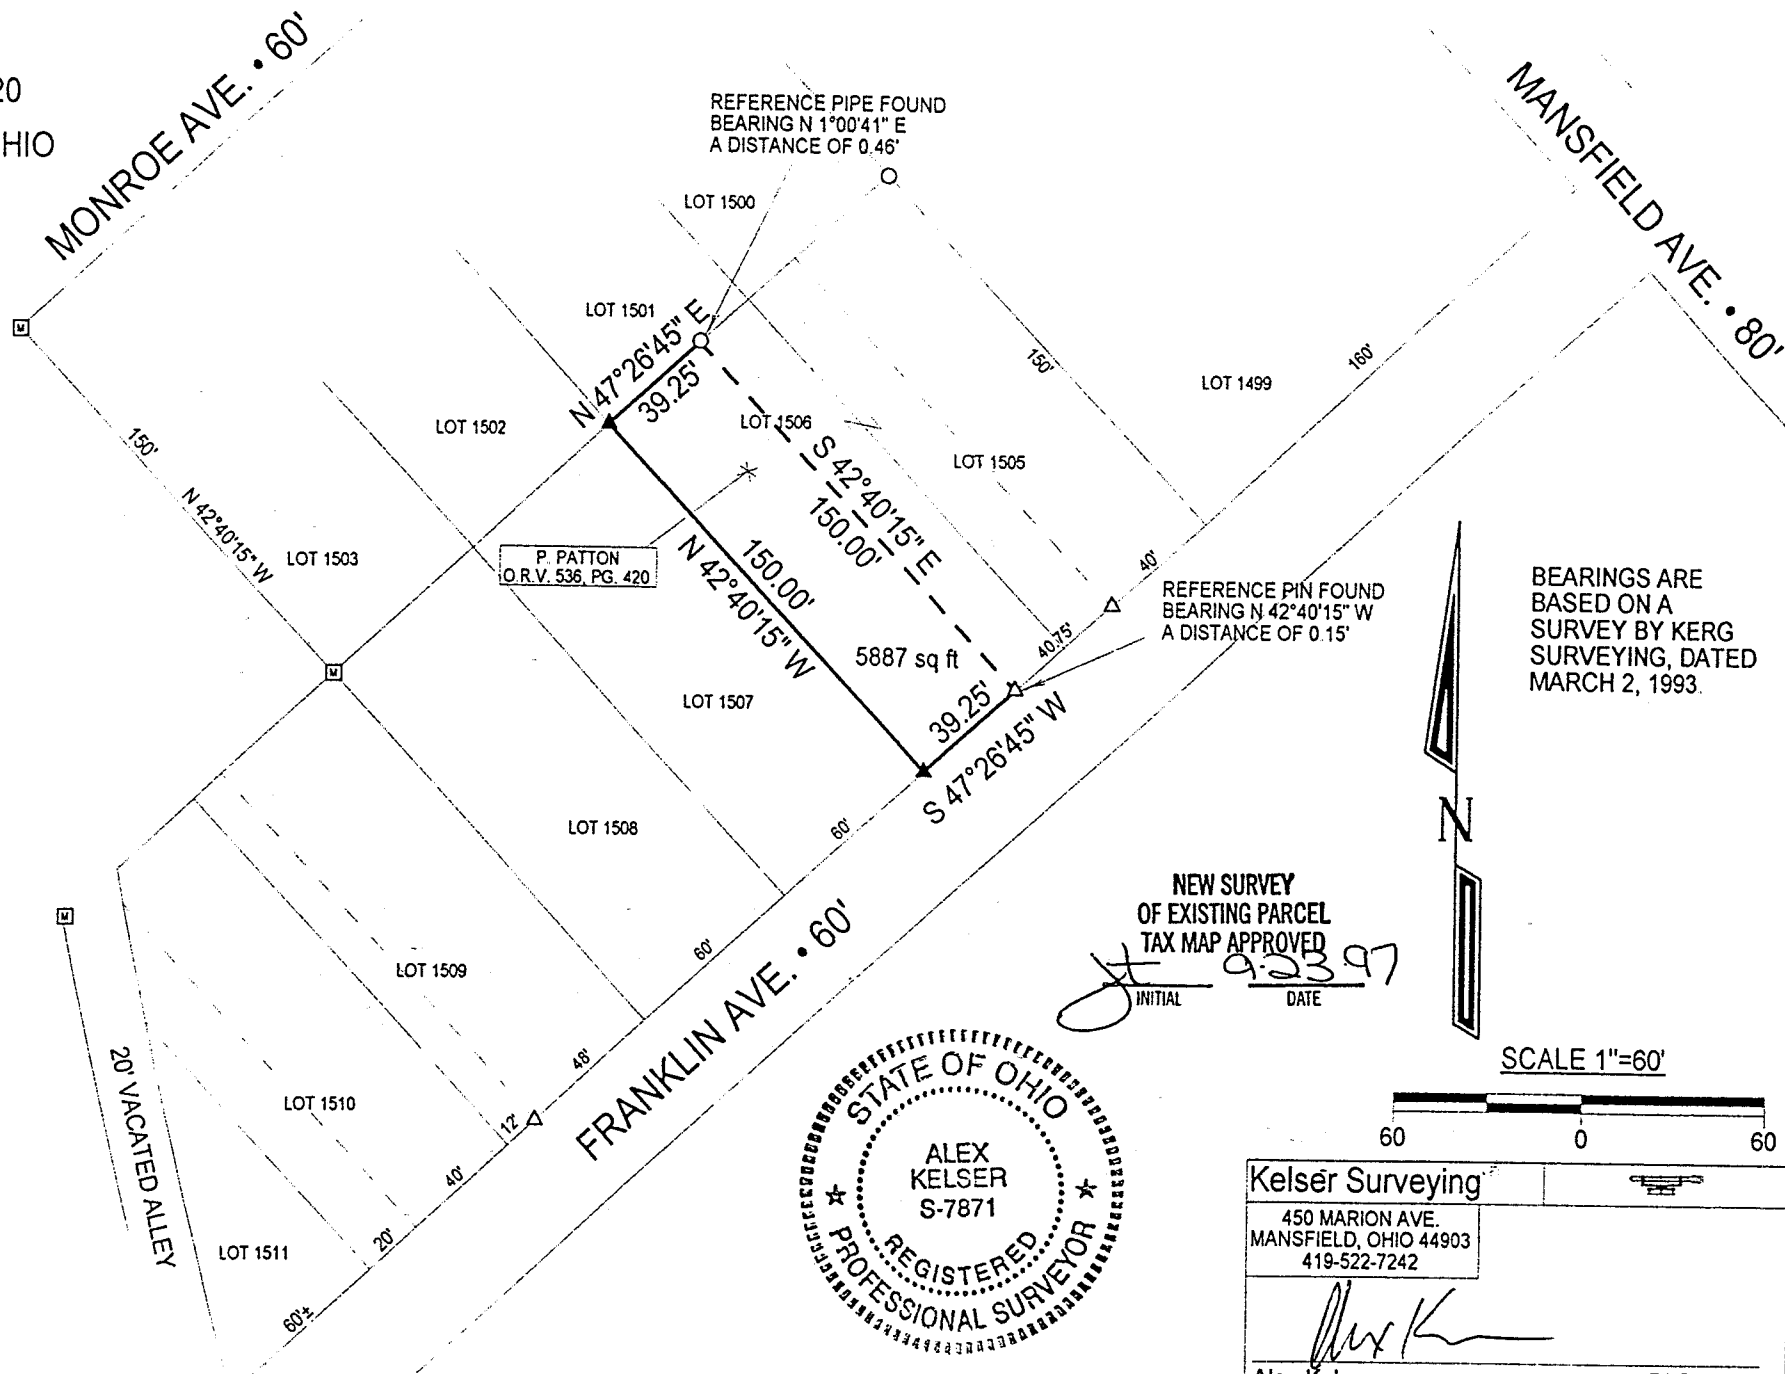 20
HIO
MONROE AVE. • 60'
MANSFIELD AVE. • 80'
REFERENCE PIPE FOUND
BEARING N 1°00'41" E
A DISTANCE OF 0.46'
LOT 1500
LOT 1501
N 47°26'45" E
39.25'
LOT 1502
LOT 1506
150'
LOT 1499
160'
LOT 1505
150'
N 42°40'15" W
LOT 1503
S 42°40'15" E
150.00'
P. PATTON
O.R.V. 536, PG. 420
150.00'
N 42°40'15" W
40'
REFERENCE PIN FOUND
BEARING N 42°40'15" W
A DISTANCE OF 0.15'
40.75'
5887 sq ft
39.25'
S 47°26'45" W
BEARINGS ARE
BASED ON A
SURVEY BY KERG
SURVEYING, DATED
MARCH 2, 1993.
LOT 1507
LOT 1508
60'
60'
N
LOT 1509
FRANKLIN AVE. • 60'
NEW SURVEY
OF EXISTING PARCEL
TAX MAP APPROVED
9-23-97
INITIAL
DATE
M
M
M
48'
12'
40'
20'
60'±
LOT 1510
LOT 1511
20' VACATED ALLEY
STATE OF OHIO
ALEX
KELSER
S-7871
REGISTERED
PROFESSIONAL SURVEYOR
SCALE 1"=60'
60 0 60
Kelser Surveying
450 MARION AVE.
MANSFIELD, OHIO 44903
419-522-7242
Alex K